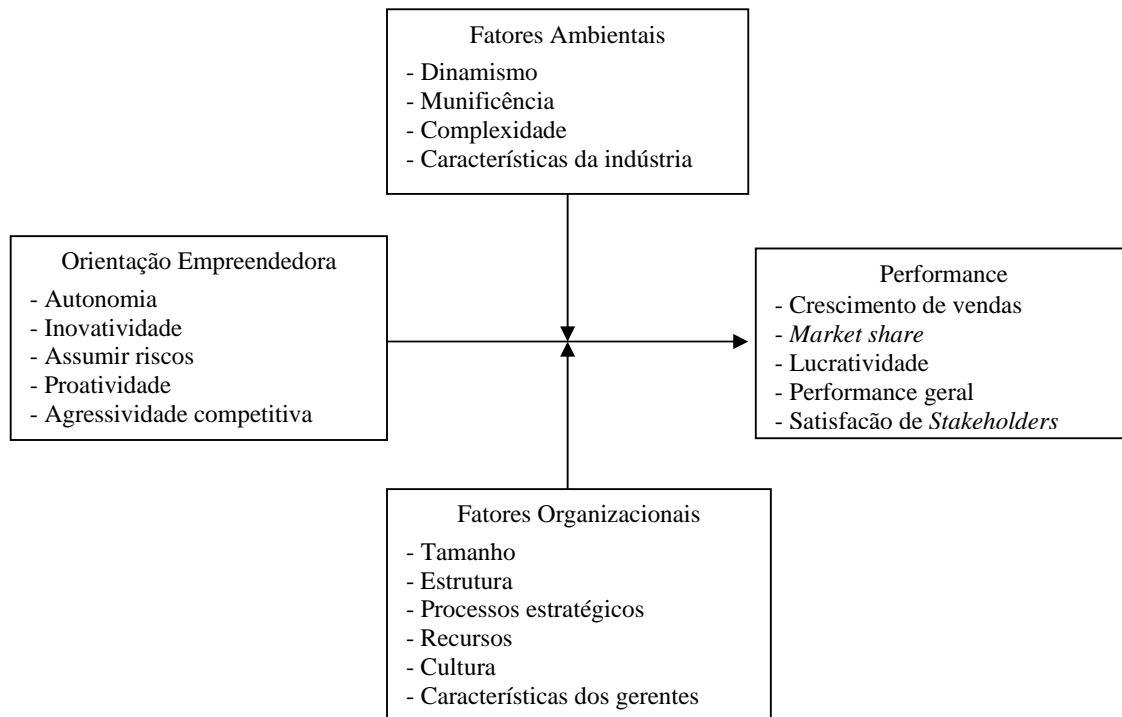 Fatores Ambientais
- Dinamismo
- Munificência
- Complexidade
- Características da indústria
Orientação Empreendedora
- Autonomia
- Inovatividade
- Assumir riscos
- Proatividade
- Agressividade competitiva
Performance
- Crescimento de vendas
- Market share
- Lucratividade
- Performance geral
- Satisfacão de Stakeholders
Fatores Organizacionais
- Tamanho
- Estrutura
- Processos estratégicos
- Recursos
- Cultura
- Características dos gerentes